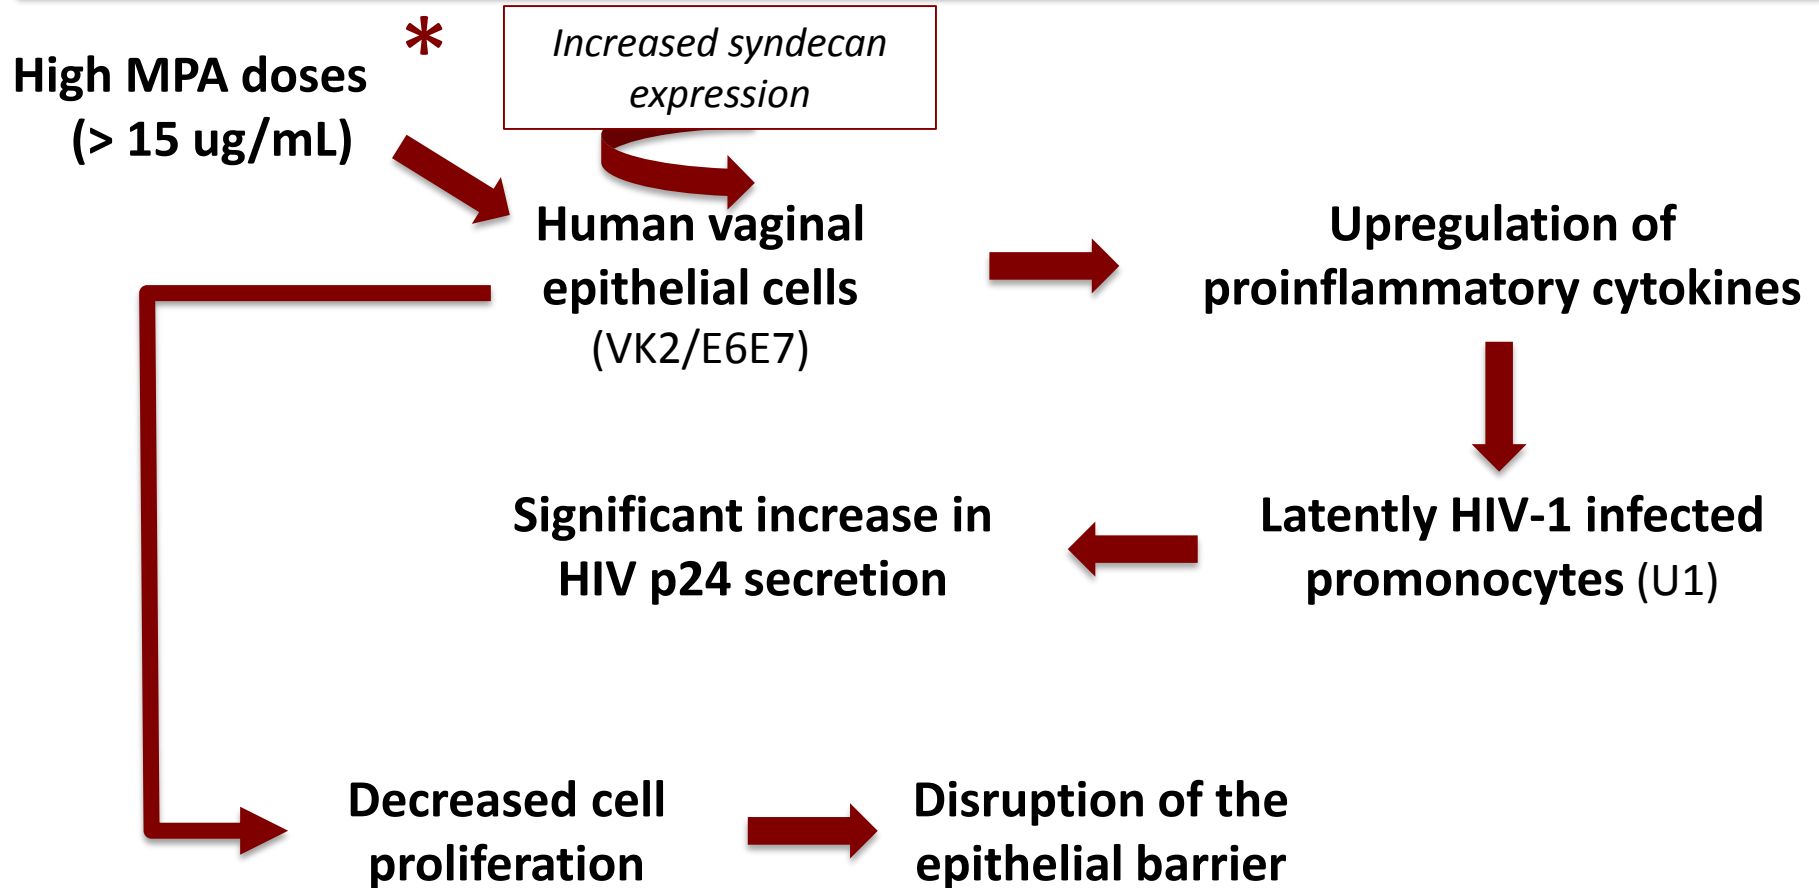 High MPA doses
(> 15 ug/mL)
*
Increased syndecan
expression
Human vaginal
epithelial cells
(VK2/E6E7)
Upregulation of
proinflammatory cytokines
Significant increase in
HIV p24 secretion
Latently HIV-1 infected
promonocytes (U1)
Decreased cell
proliferation
Disruption of the
epithelial barrier